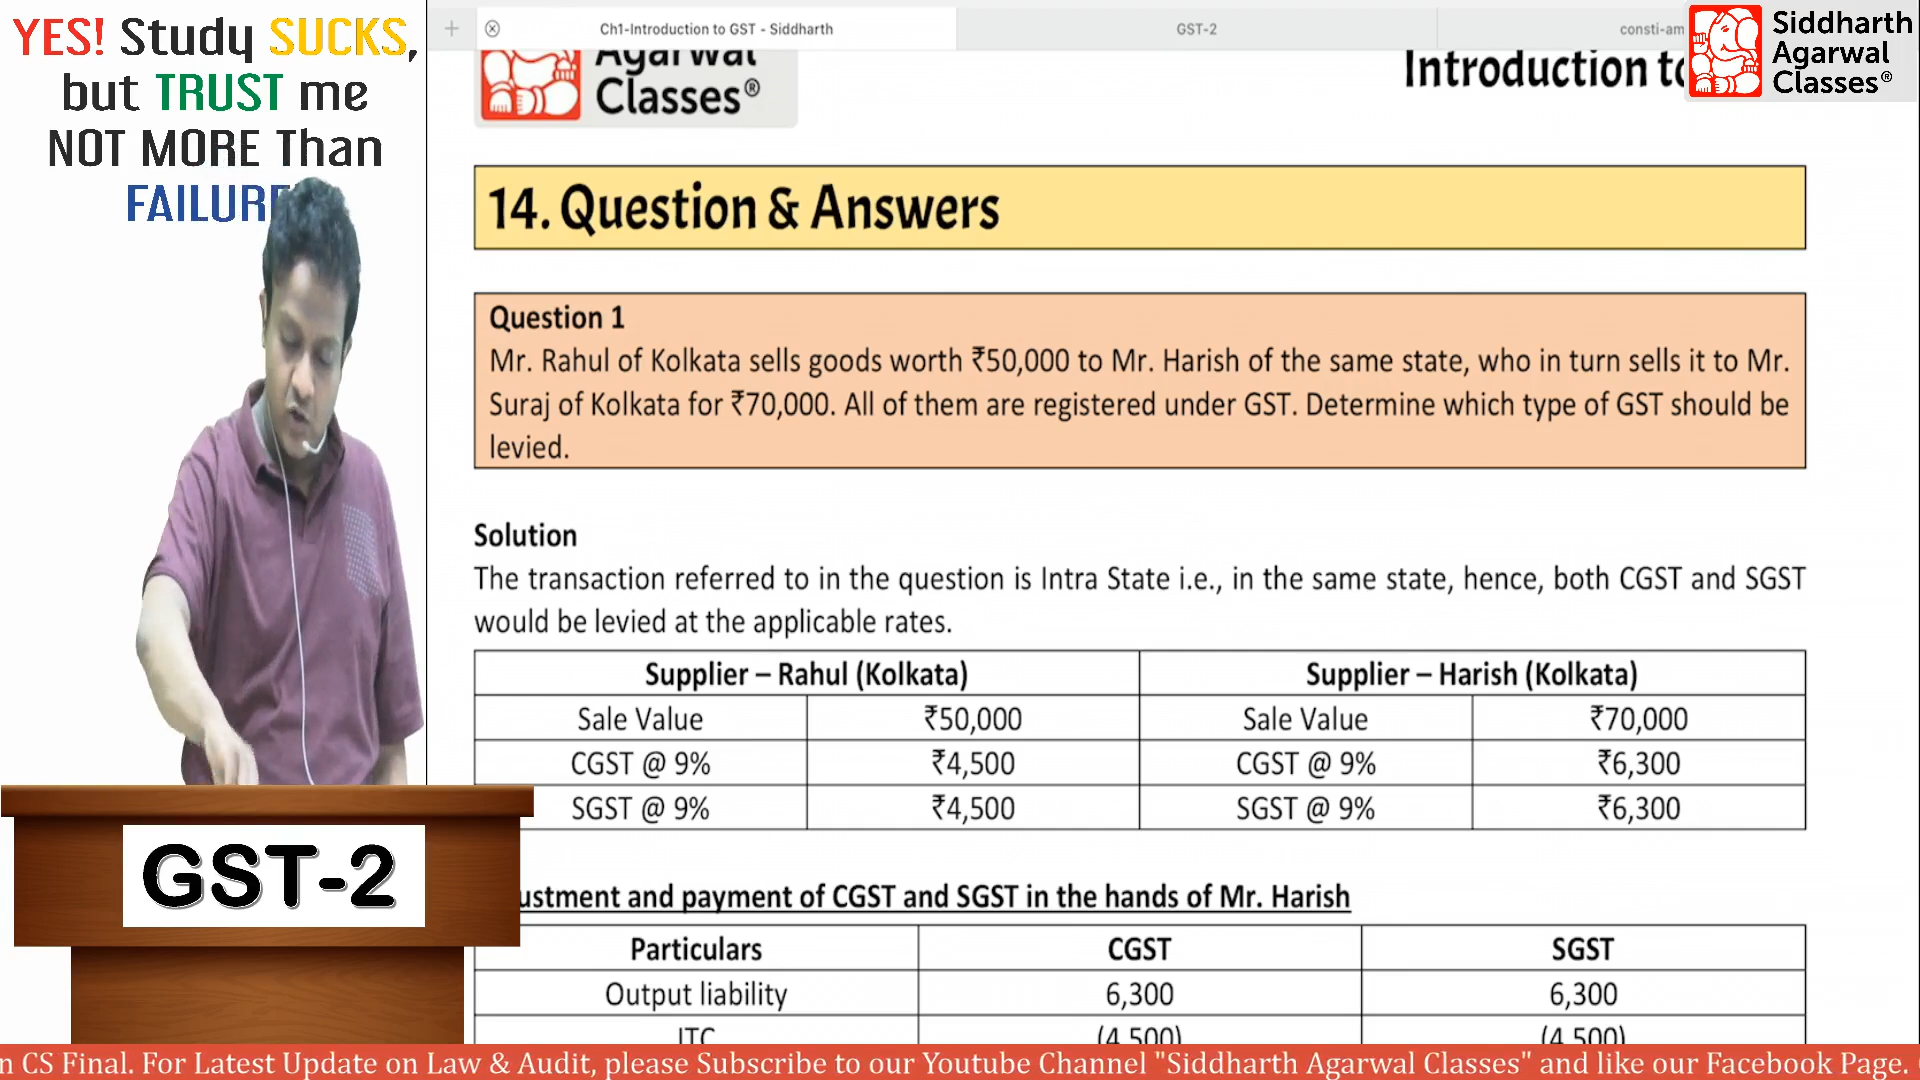 YES! Study SUCKS,
but TRUST me
NOT MORE Than
Ch1-Introduction to GST - Siddharth
GST-2
consti-am
Siddharth
Agarwal
Classes®
Agarwal
Classes®
Introduction to
14. Question & Answers
Question 1
Mr. Rahul of Kolkata sells goods worth ₹50,000 to Mr. Harish of the same state, who in turn sells it to Mr.
Suraj of Kolkata for ₹70,000. All of them are registered under GST. Determine which type of GST should be
levied.
Solution
The transaction referred to in the question is Intra State i.e., in the same state, hence, both CGST and SGST
would be levied at the applicable rates.
Supplier – Rahul (Kolkata) Supplier – Harish (Kolkata)
Sale Value ₹50,000 Sale Value ₹70,000
CGST @ 9% ₹4,500 CGST @ 9% ₹6,300
SGST @ 9% ₹4,500 SGST @ 9% ₹6,300
GST-2
ustment and payment of CGST and SGST in the hands of Mr. Harish
Particulars CGST SGST
Output liability 6,300 6,300
ITC (4,500) (4,500)
n CS Final. For Latest Update on Law & Audit, please Subscribe to our Youtube Channel "Siddharth Agarwal Classes" and like our Facebook Page.